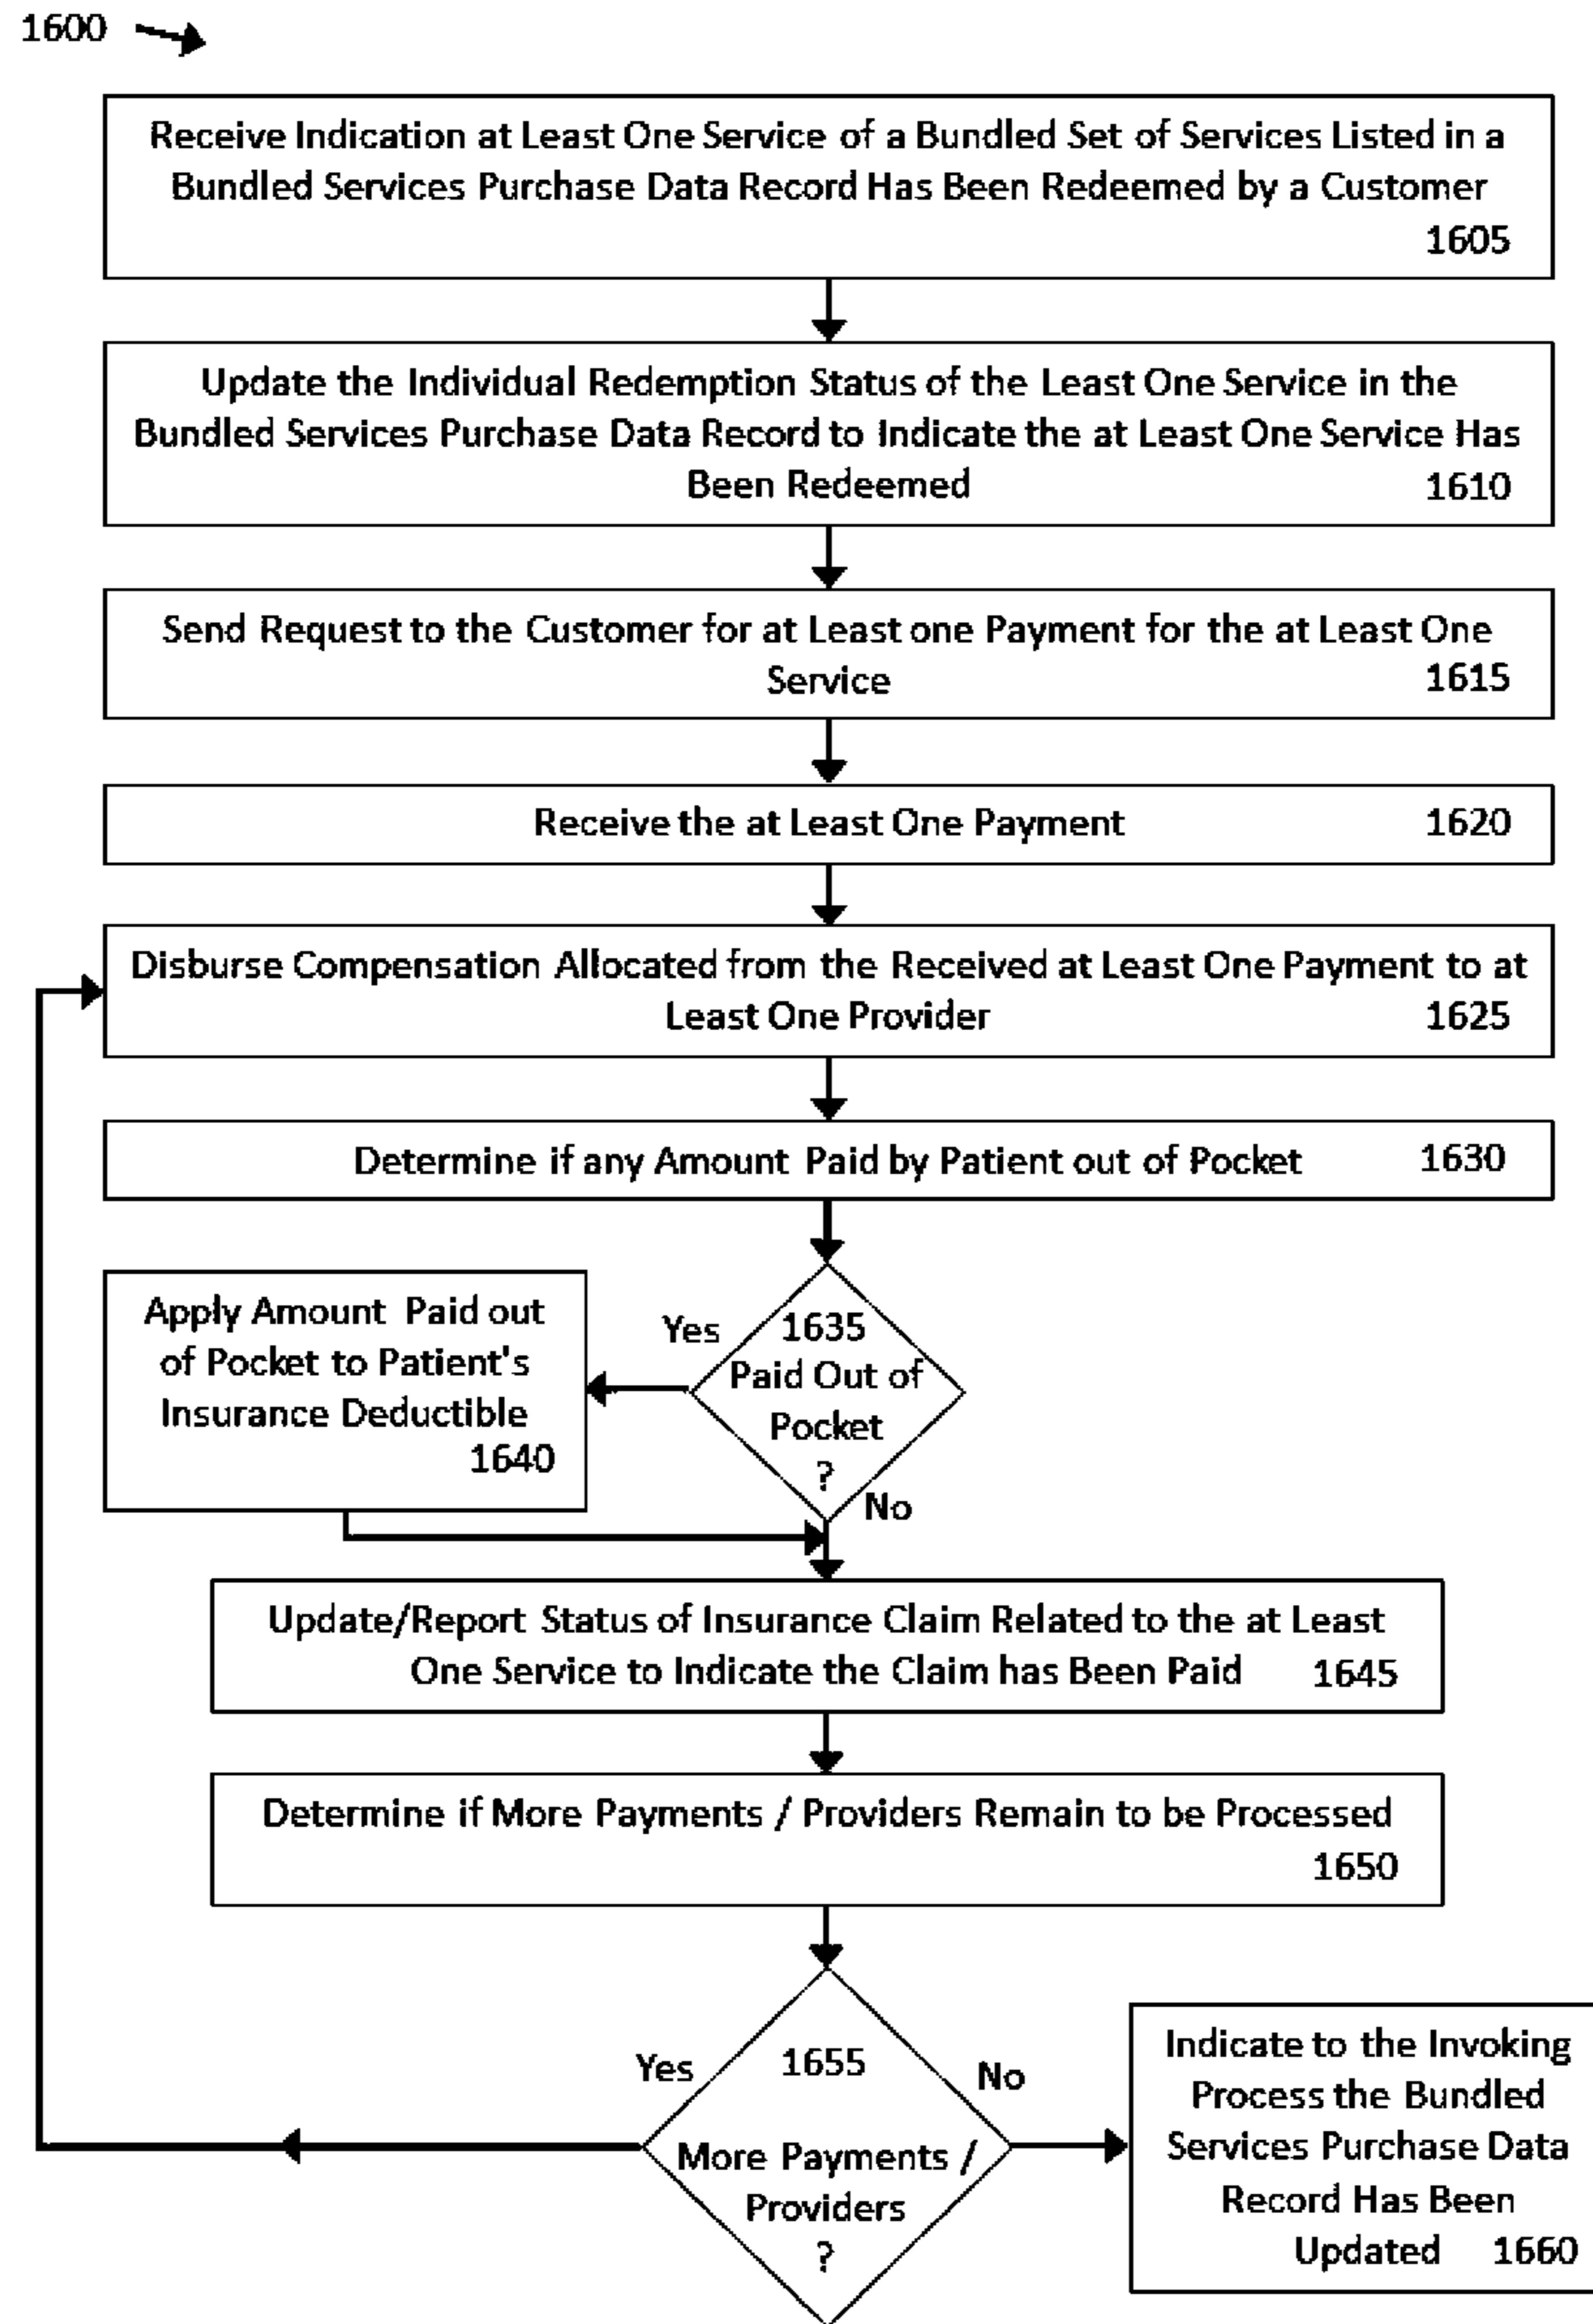 1600
Receive Indication at Least One Service of a Bundled Set of Services Listed in a
Bundled Services Purchase Data Record Has Been Redeemed by a Customer
1605
Update the Individual Redemption Status of the Least One Service in the
Bundled Services Purchase Data Record to Indicate the at Least One Service Has
Been Redeemed 1610
Send Request to the Customer for at Least one Payment for the at Least One
Service 1615
Receive the at Least One Payment 1620
Disburse Compensation Allocated from the Received at Least One Payment to at
Least One Provider 1625
Determine if any Amount Paid by Patient out of Pocket 1630
Yes
1635
Paid Out of
Pocket
?
No
Apply Amount Paid out
of Pocket to Patient's
Insurance Deductible
1640
Update/Report Status of Insurance Claim Related to the at Least
One Service to Indicate the Claim has Been Paid 1645
Determine if More Payments / Providers Remain to be Processed
1650
Yes
1655
More Payments /
Providers
?
No
Indicate to the Invoking
Process the Bundled
Services Purchase Data
Record Has Been
Updated 1660